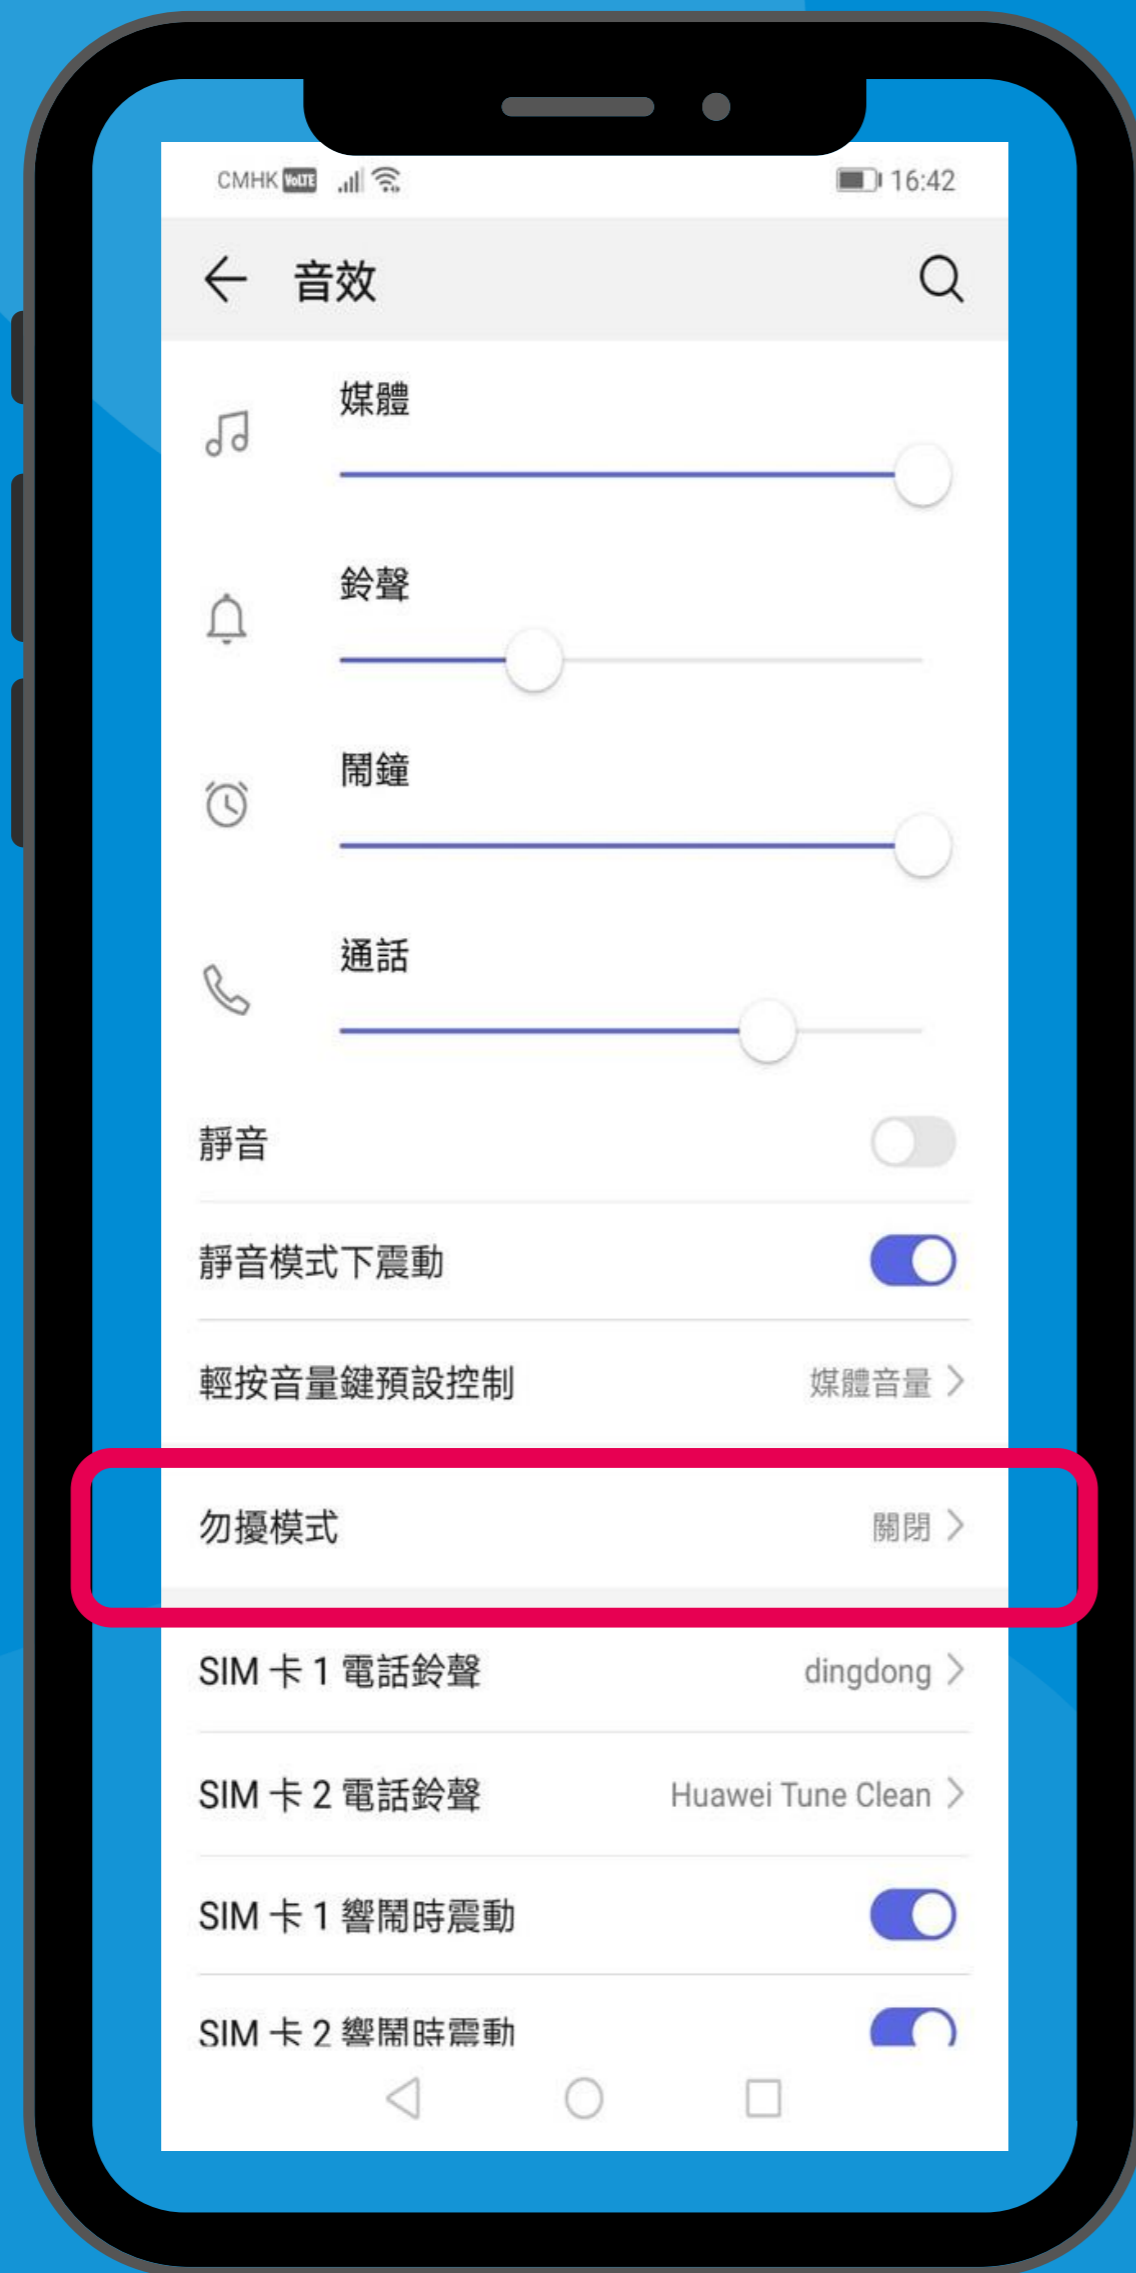 CMHK VoLTE 16:42
音效
媒體
鈴聲
鬧鐘
通話
靜音
靜音模式下震動
輕按音量鍵預設控制 媒體音量
勿擾模式 關閉
SIM 卡 1 電話鈴聲 dingdong
SIM 卡 2 電話鈴聲 Huawei Tune Clean
SIM 卡 1 響鬧時震動
SIM 卡 2 響鬧時震動